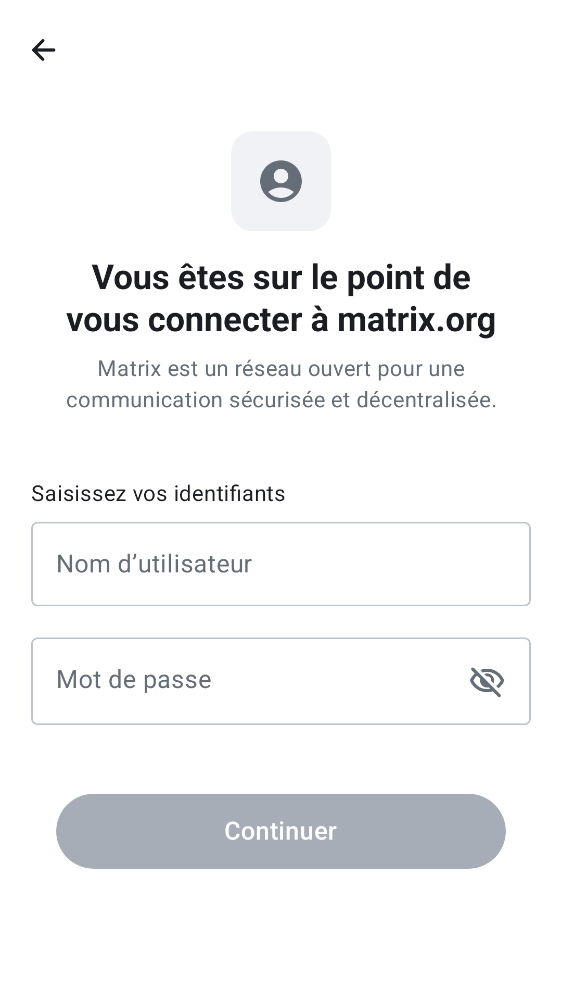 Vous êtes sur le point de
vous connecter à matrix.org
Matrix est un réseau ouvert pour une
communication sécurisée et décentralisée.
Saisissez vos identifiants
Nom d’utilisateur
Mot de passe
Continuer